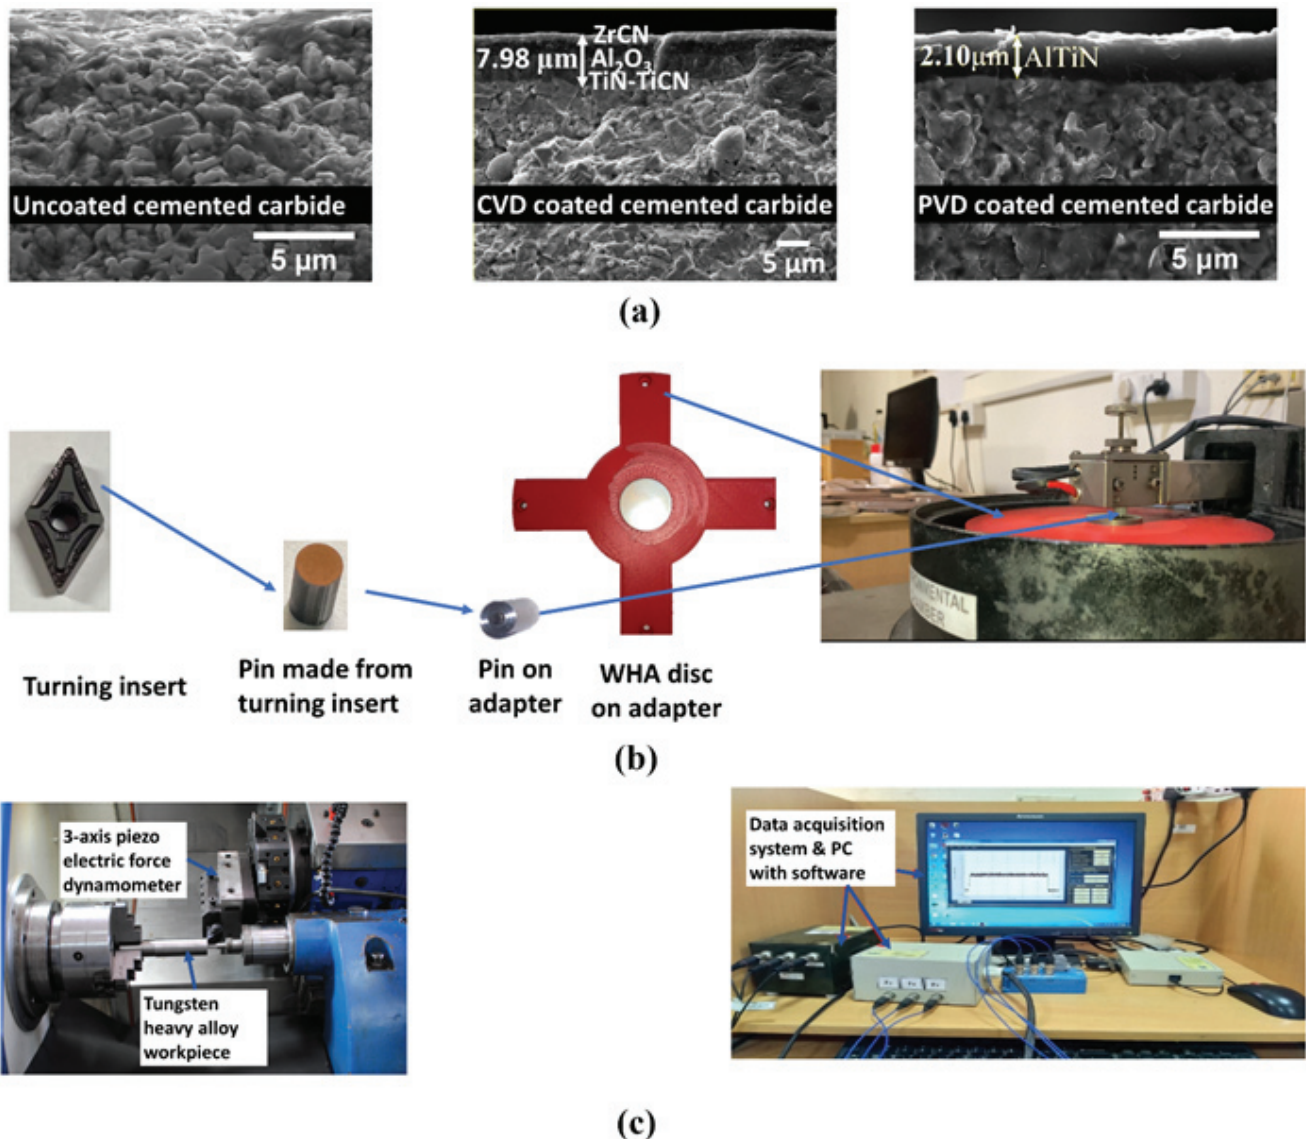 ZrCN
7.98 μm
Al₂O₃
TiN-TiCN
2.10μm
AlTiN
Uncoated cemented carbide
5 μm
CVD coated cemented carbide
5 μm
PVD coated cemented carbide
5 μm
(a)
Turning insert
Pin made from
turning insert
Pin on
adapter
WHA disc
on adapter
MENTAL
(b)
3-axis piezo
electric force
dynamometer
Tungsten
heavy alloy
workpiece
Data acquisition
system & PC
with software
(c)